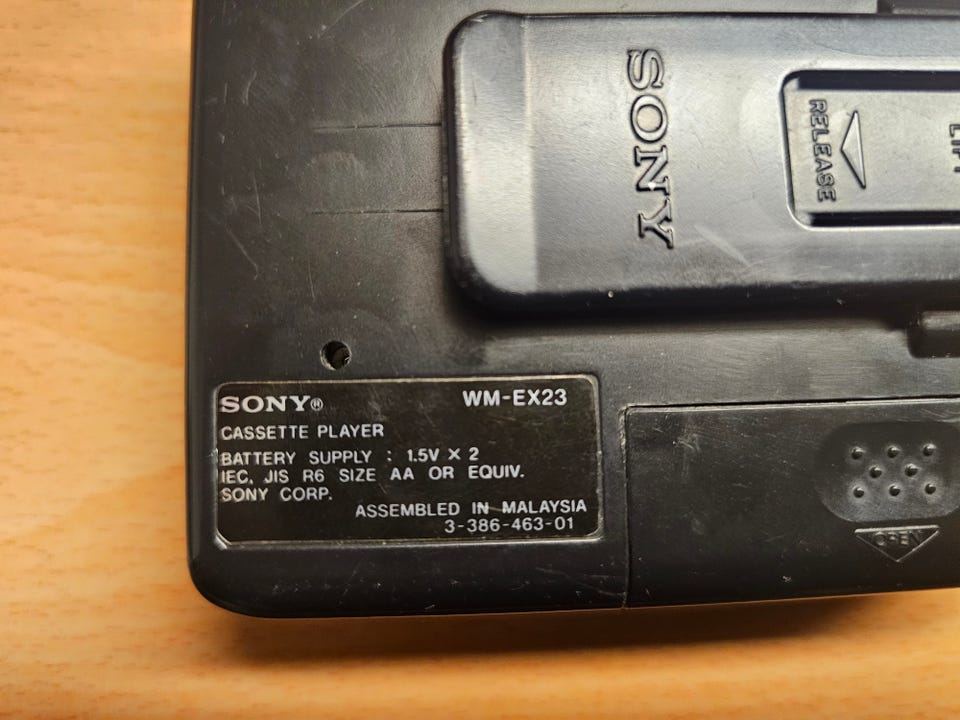 SONY
RELEASE
LIFT
SONY®
WM-EX23
CASSETTE PLAYER
BATTERY SUPPLY : 1.5V X 2
IEC, JIS R6 SIZE AA OR EQUIV.
SONY CORP.
ASSEMBLED IN MALAYSIA
3-386-463-01
OPEN